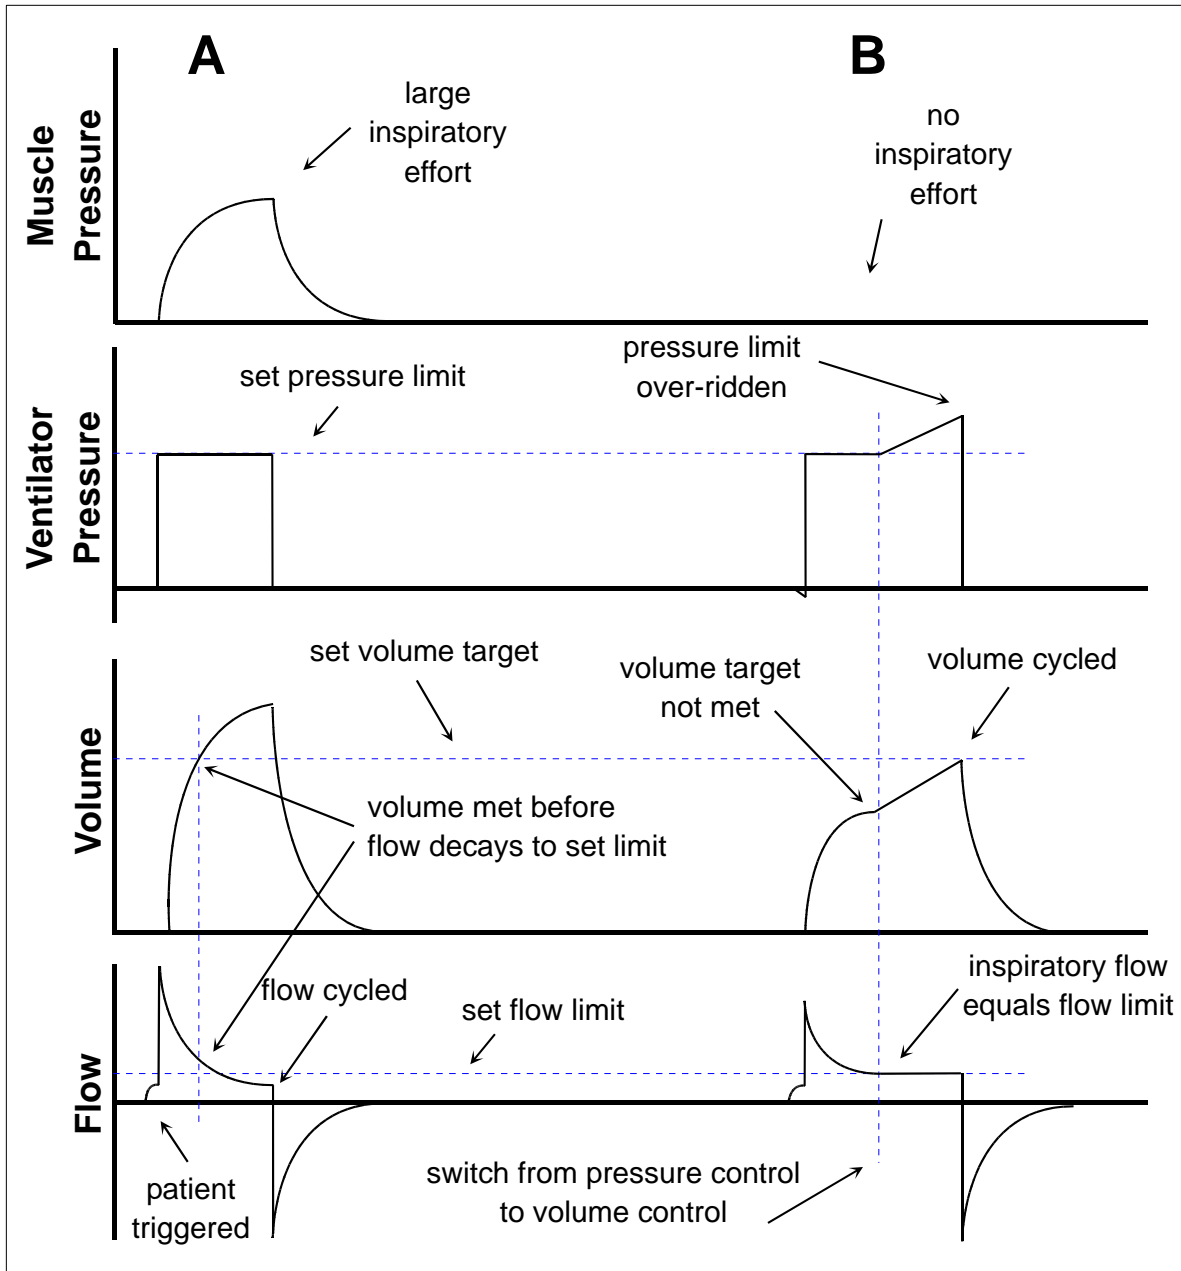 A
B
Muscle
Pressure
large
inspiratory
effort
no
inspiratory
effort
Ventilator
Pressure
set pressure limit
pressure limit
over-ridden
Volume
set volume target
volume target
not met
volume cycled
volume met before
flow decays to set limit
Flow
flow cycled
set flow limit
inspiratory flow
equals flow limit
patient
triggered
switch from pressure control
to volume control